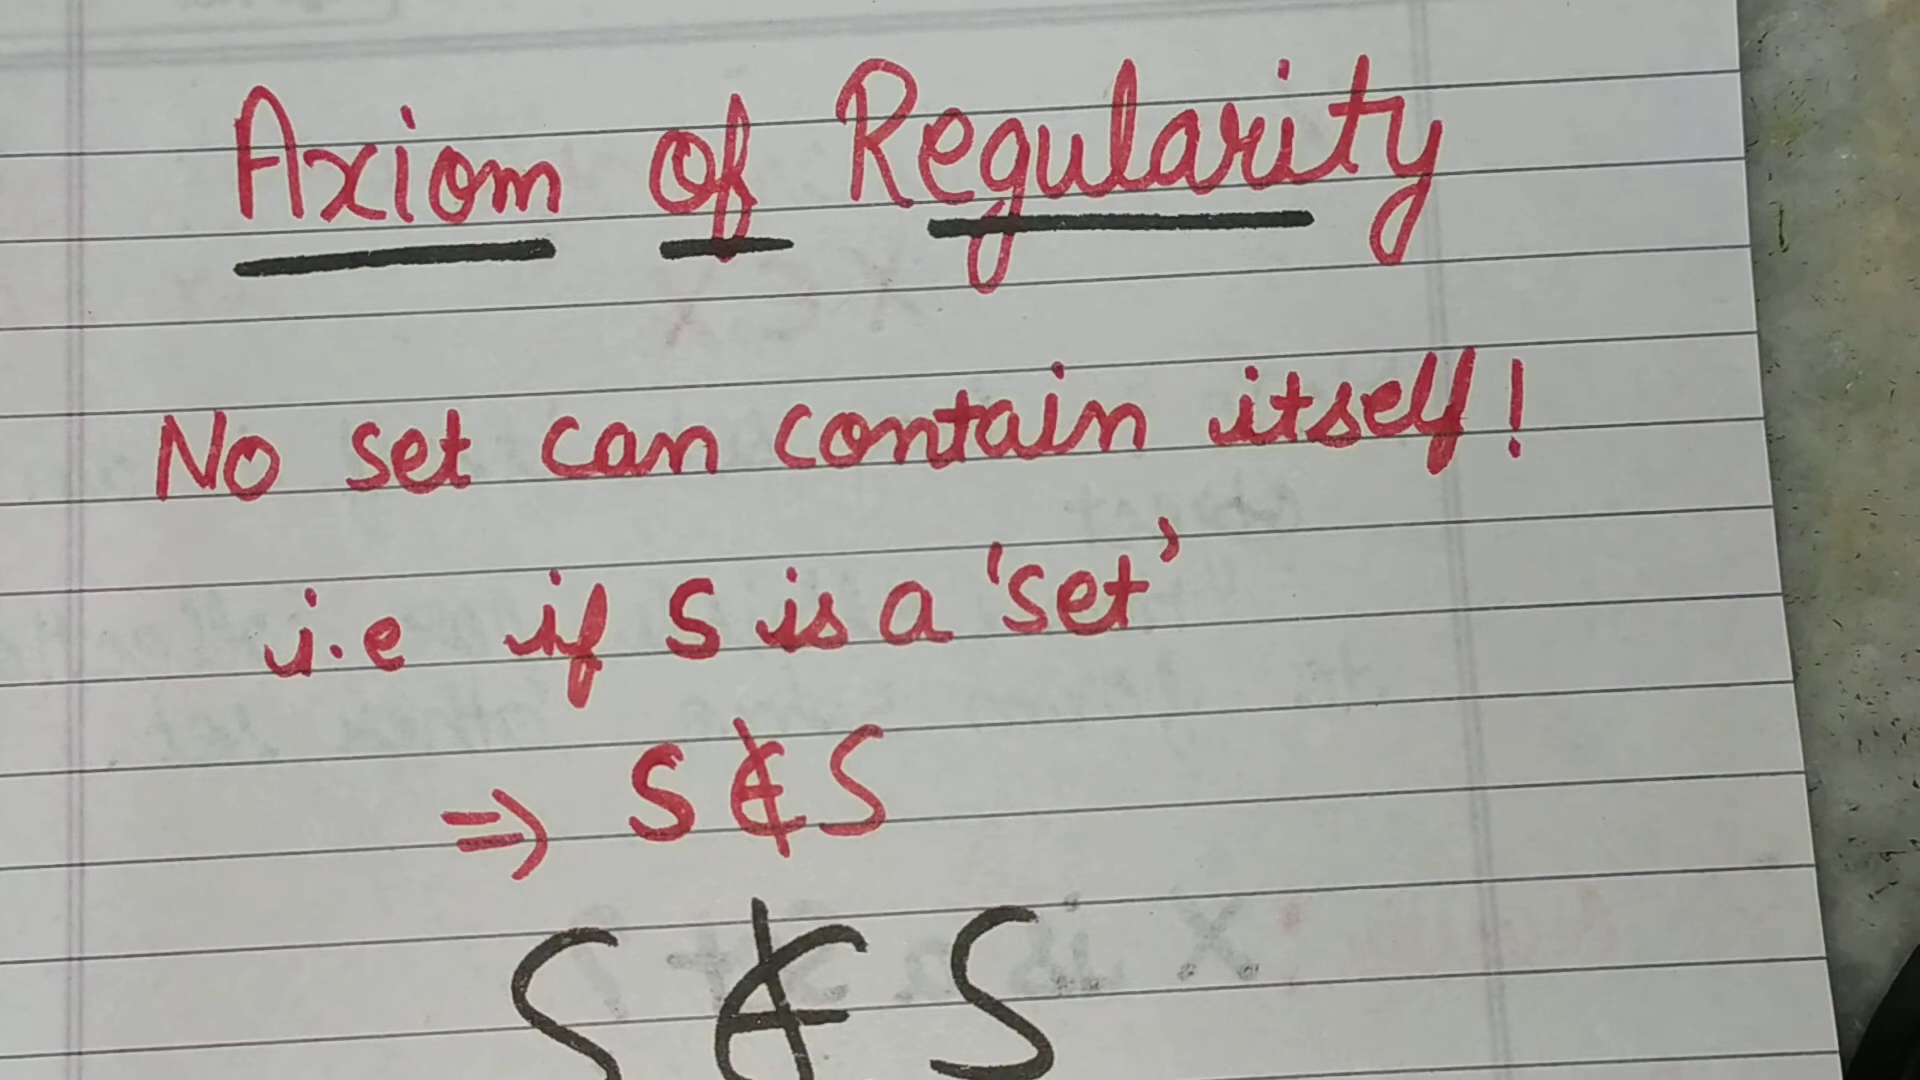 Axiom of Regularity
No set can contain itself!
i.e if S is a 'set'
⇒ S ∉ S
S ∉ S